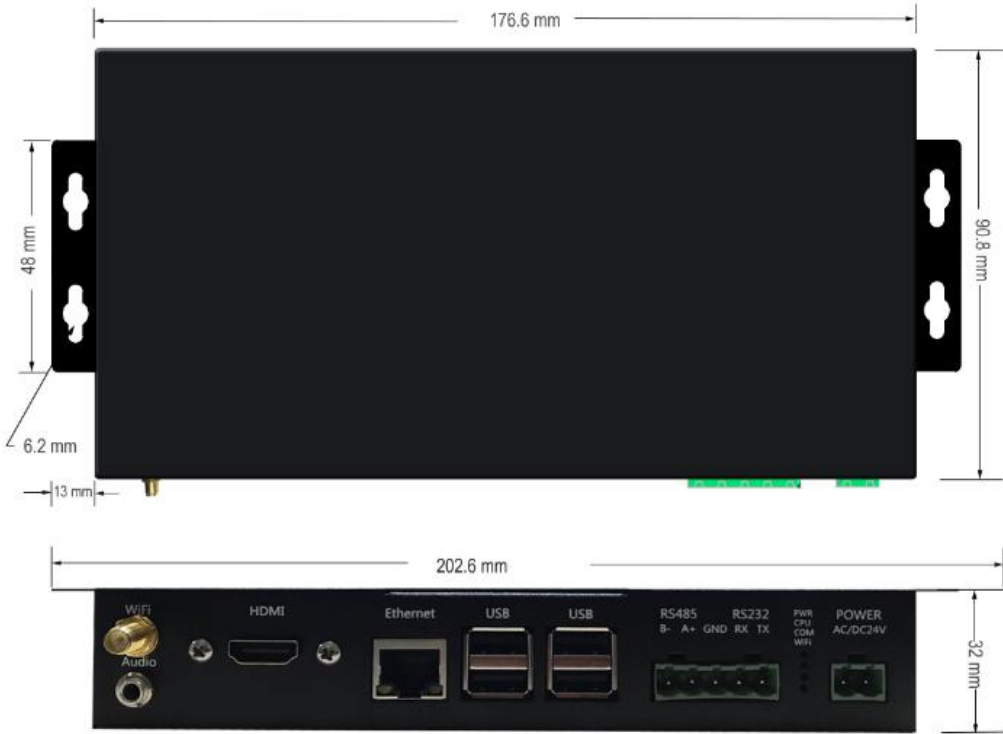 176.6 mm
48 mm
90.8 mm
6.2 mm
13 mm
202.6 mm
WiFi
HDMI
Ethernet
USB
USB
RS485
RS232
B- A+ GND RX TX
PWR
CPU
COM
WiFi
POWER
AC/DC24V
Audio
32 mm